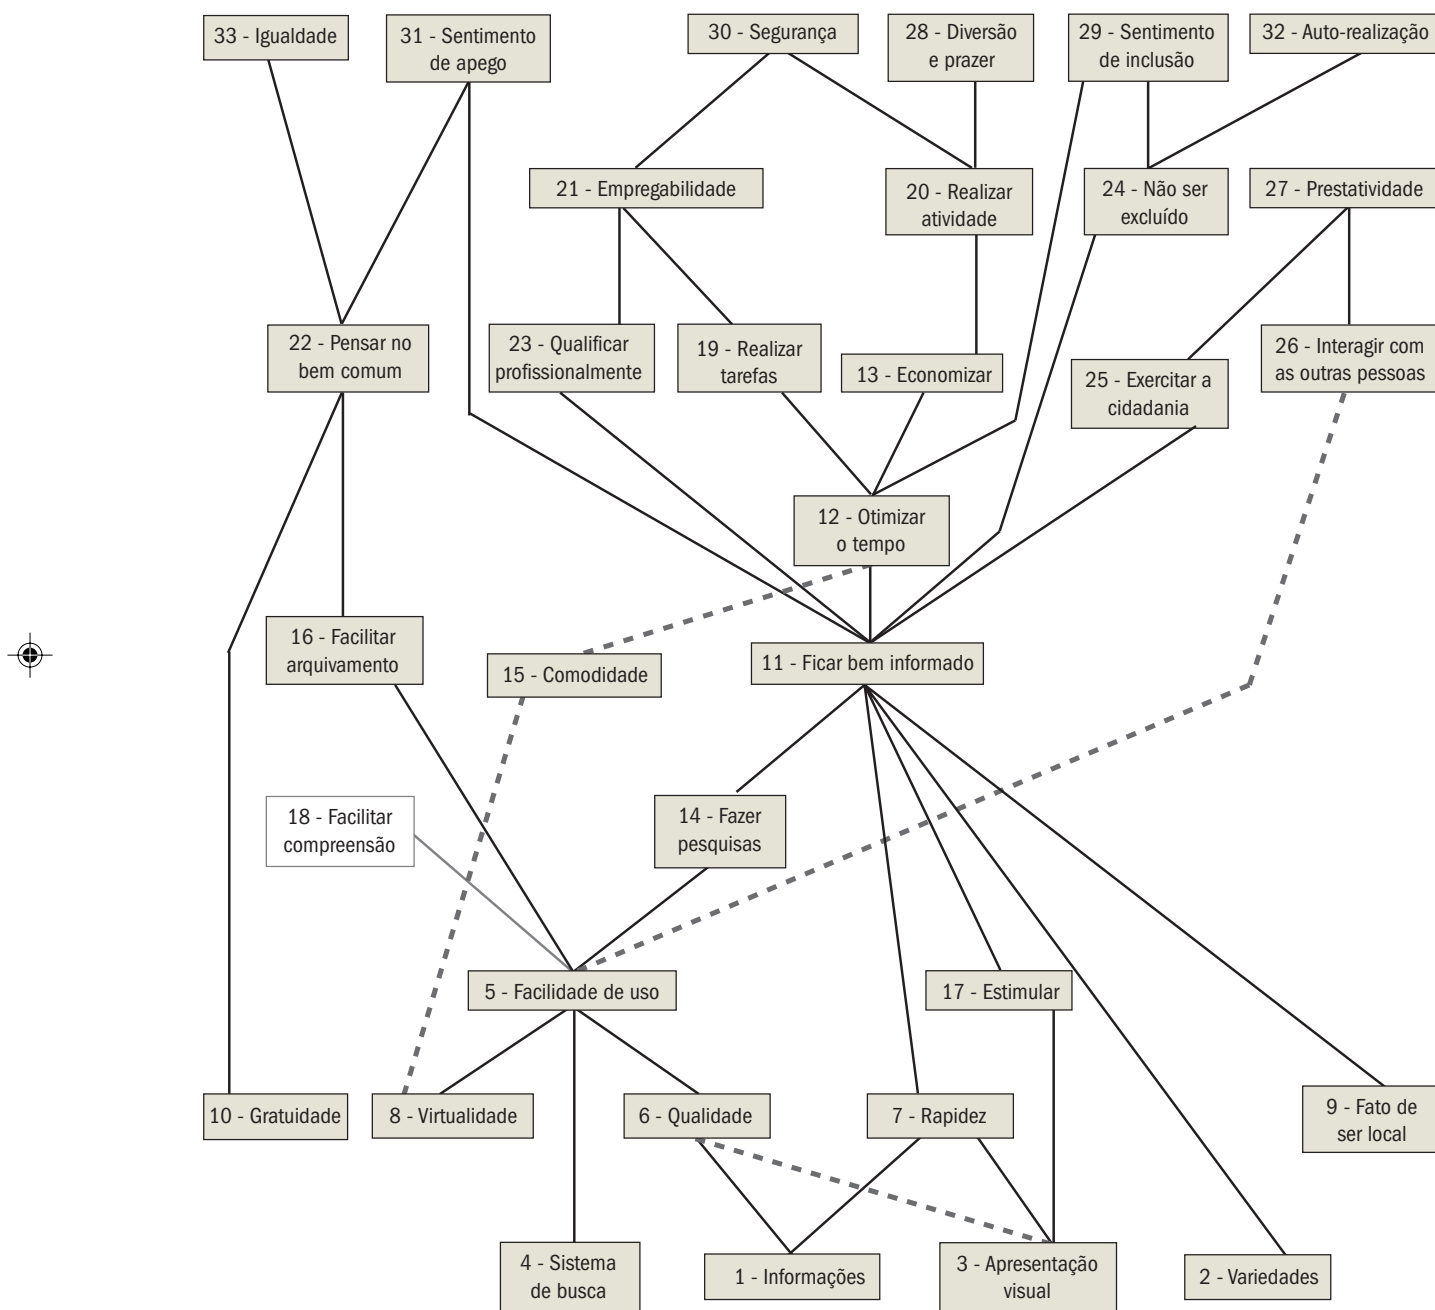 33 - Igualdade
31 - Sentimento
de apego
30 - Segurança
28 - Diversão
e prazer
29 - Sentimento
de inclusão
32 - Auto-realização
21 - Empregabilidade
20 - Realizar
atividade
24 - Não ser
excluído
27 - Prestatividade
22 - Pensar no
bem comum
23 - Qualificar
profissionalmente
19 - Realizar
tarefas
13 - Economizar
25 - Exercitar a
cidadania
26 - Interagir com
as outras pessoas
12 - Otimizar
o tempo
16 - Facilitar
arquivamento
15 - Comodidade
11 - Ficar bem informado
18 - Facilitar
compreensão
14 - Fazer
pesquisas
5 - Facilidade de uso
17 - Estimular
10 - Gratuidade
8 - Virtualidade
6 - Qualidade
7 - Rapidez
9 - Fato de
ser local
4 - Sistema
de busca
1 - Informações
3 - Apresentação
visual
2 - Variedades